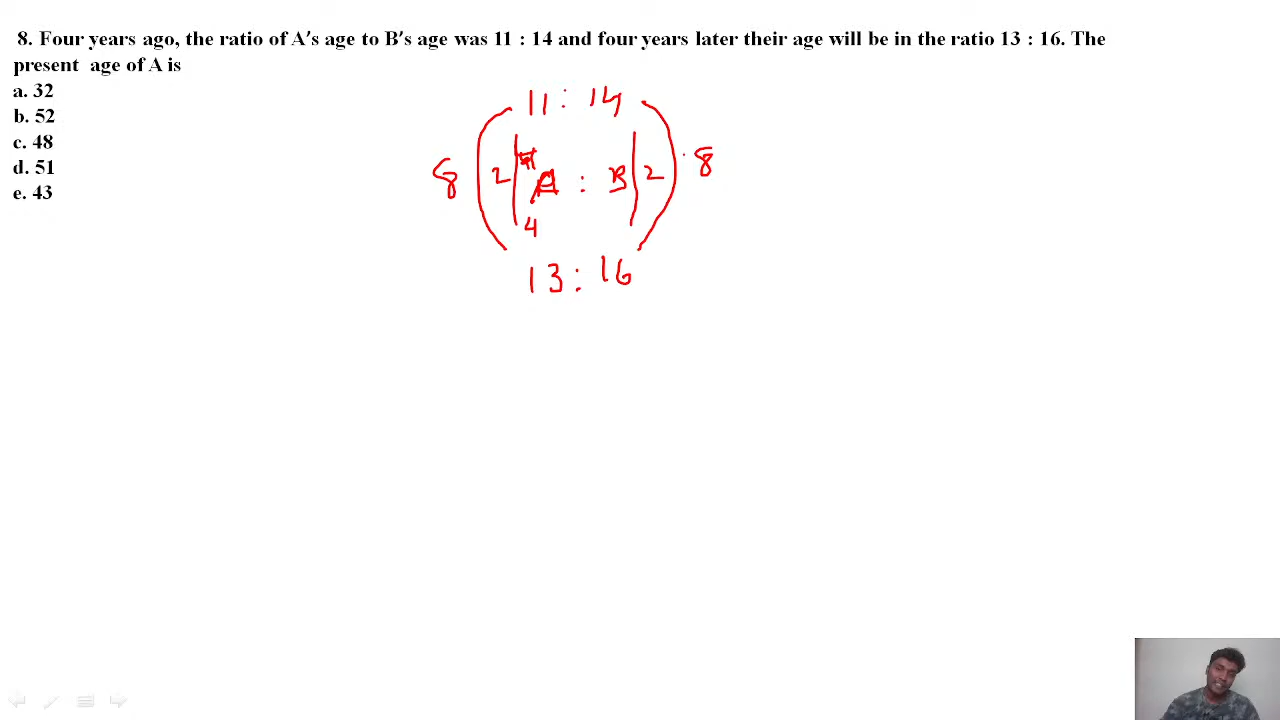 8. Four years ago, the ratio of A's age to B's age was 11 : 14 and four years later their age will be in the ratio 13 : 16. The
present age of A is
a. 32
b. 52
c. 48
d. 51
e. 43
11 : 14
8 2 A : B 2 8
4
13 : 16